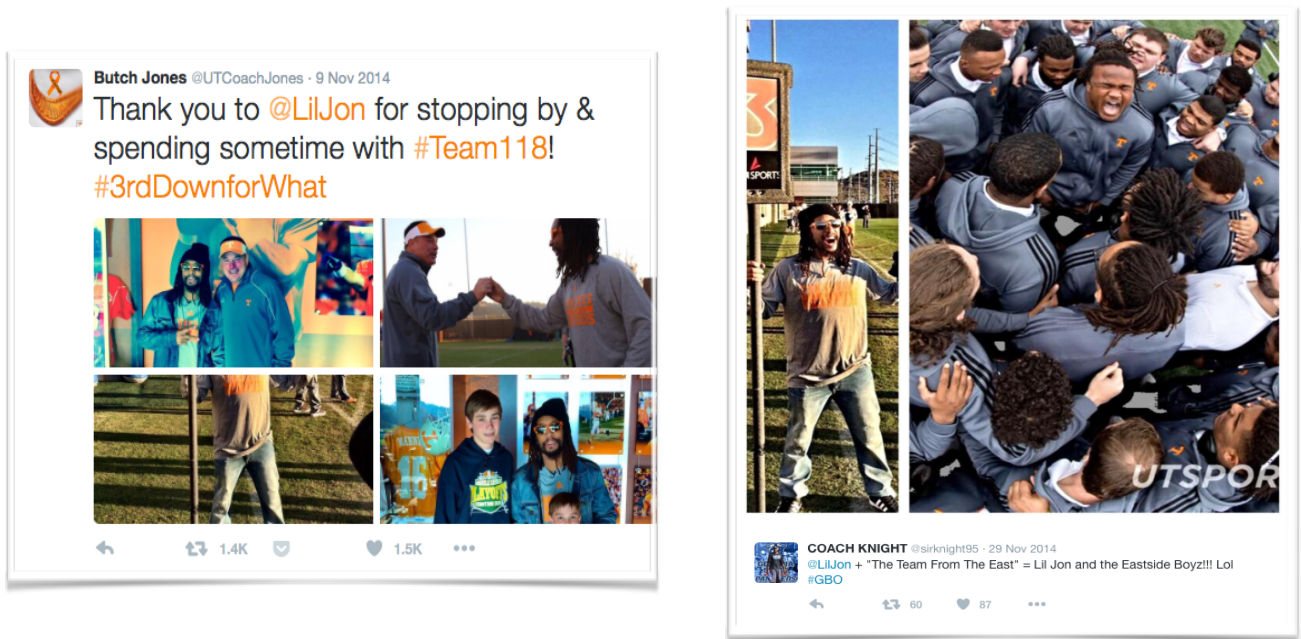 Butch Jones @UTCoachJones · 9 Nov 2014
Thank you to @LilJon for stopping by &
spending sometime with #Team118!
#3rdDownforWhat
1.4K 1.5K
SPORTS
UTSPOR
COACH KNIGHT @sirknight95 · 29 Nov 2014
@LilJon + "The Team From The East" = Lil Jon and the Eastside Boyz!!! Lol
#GBO
60 87